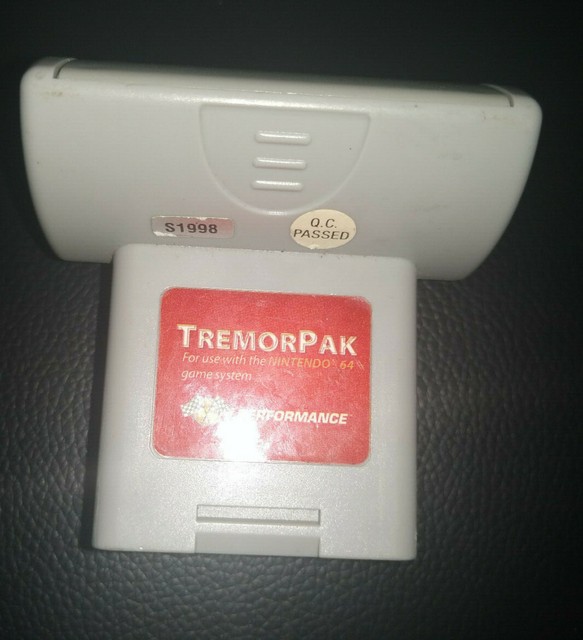 S1998
Q.C.
PASSED
TREMORPAK
For use with the NINTENDO® 64
game system
PERFORMANCE